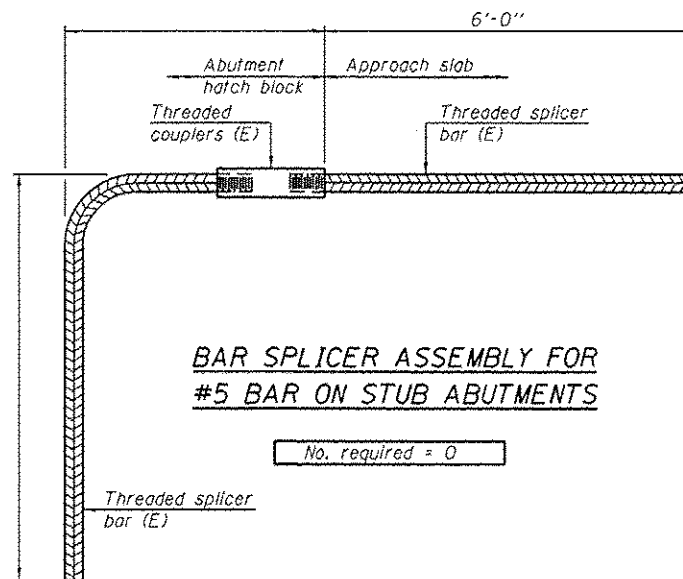 6'-0"
Abutment
hatch block
Approach slab
Threaded
couplers (E)
Threaded splicer
bar (E)
BAR SPLICER ASSEMBLY FOR
#5 BAR ON STUB ABUTMENTS
No. required = 0
Threaded splicer
bar (E)